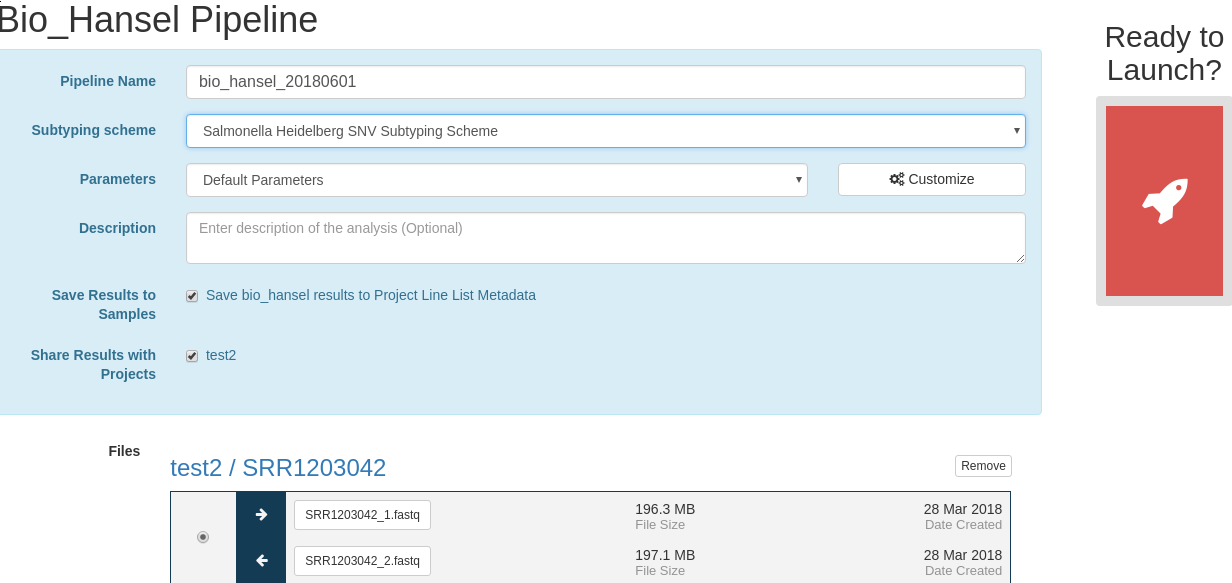 Bio_Hansel Pipeline
Ready to
Launch?
Pipeline Name
bio_hansel_20180601
Subtyping scheme
Salmonella Heidelberg SNV Subtyping Scheme
Parameters
Default Parameters
Customize
Description
Enter description of the analysis (Optional)
Save Results to
Samples
Save bio_hansel results to Project Line List Metadata
Share Results with
Projects
test2
Files
test2 / SRR1203042
Remove
SRR1203042_1.fastq
196.3 MB
File Size
28 Mar 2018
Date Created
SRR1203042_2.fastq
197.1 MB
File Size
28 Mar 2018
Date Created